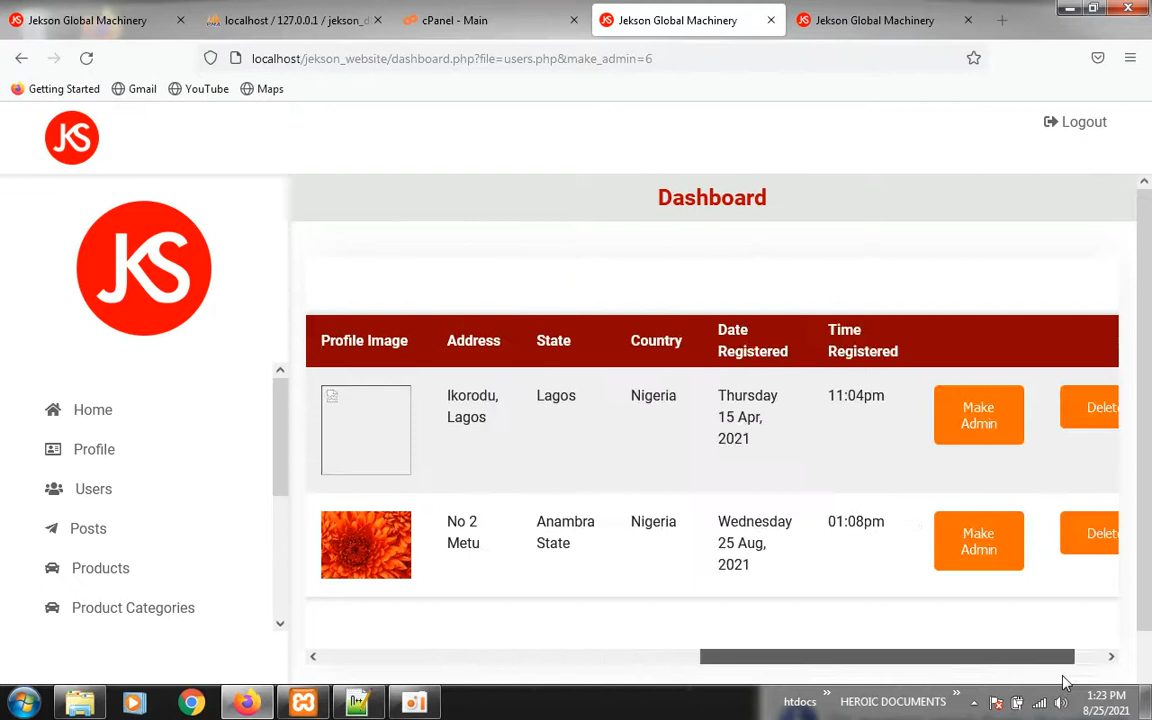 Jekson Global Machinery
localhost / 127.0.0.1 / jekson_d
cPanel - Main
Jekson Global Machinery
Jekson Global Machinery
localhost/jekson_website/dashboard.php?file=users.php&make_admin=6
Getting Started Gmail YouTube Maps
JKS
Logout
JKS
Dashboard
Home
Profile
Users
Posts
Products
Product Categories
Profile Image Address State Country Date Registered Time Registered
Ikorodu, Lagos Lagos Nigeria Thursday 15 Apr, 2021 11:04pm Make Admin Delete
No 2 Metu Anambra State Nigeria Wednesday 25 Aug, 2021 01:08pm Make Admin Delete
htdocs HEROIC DOCUMENTS 1:23 PM
8/25/2021